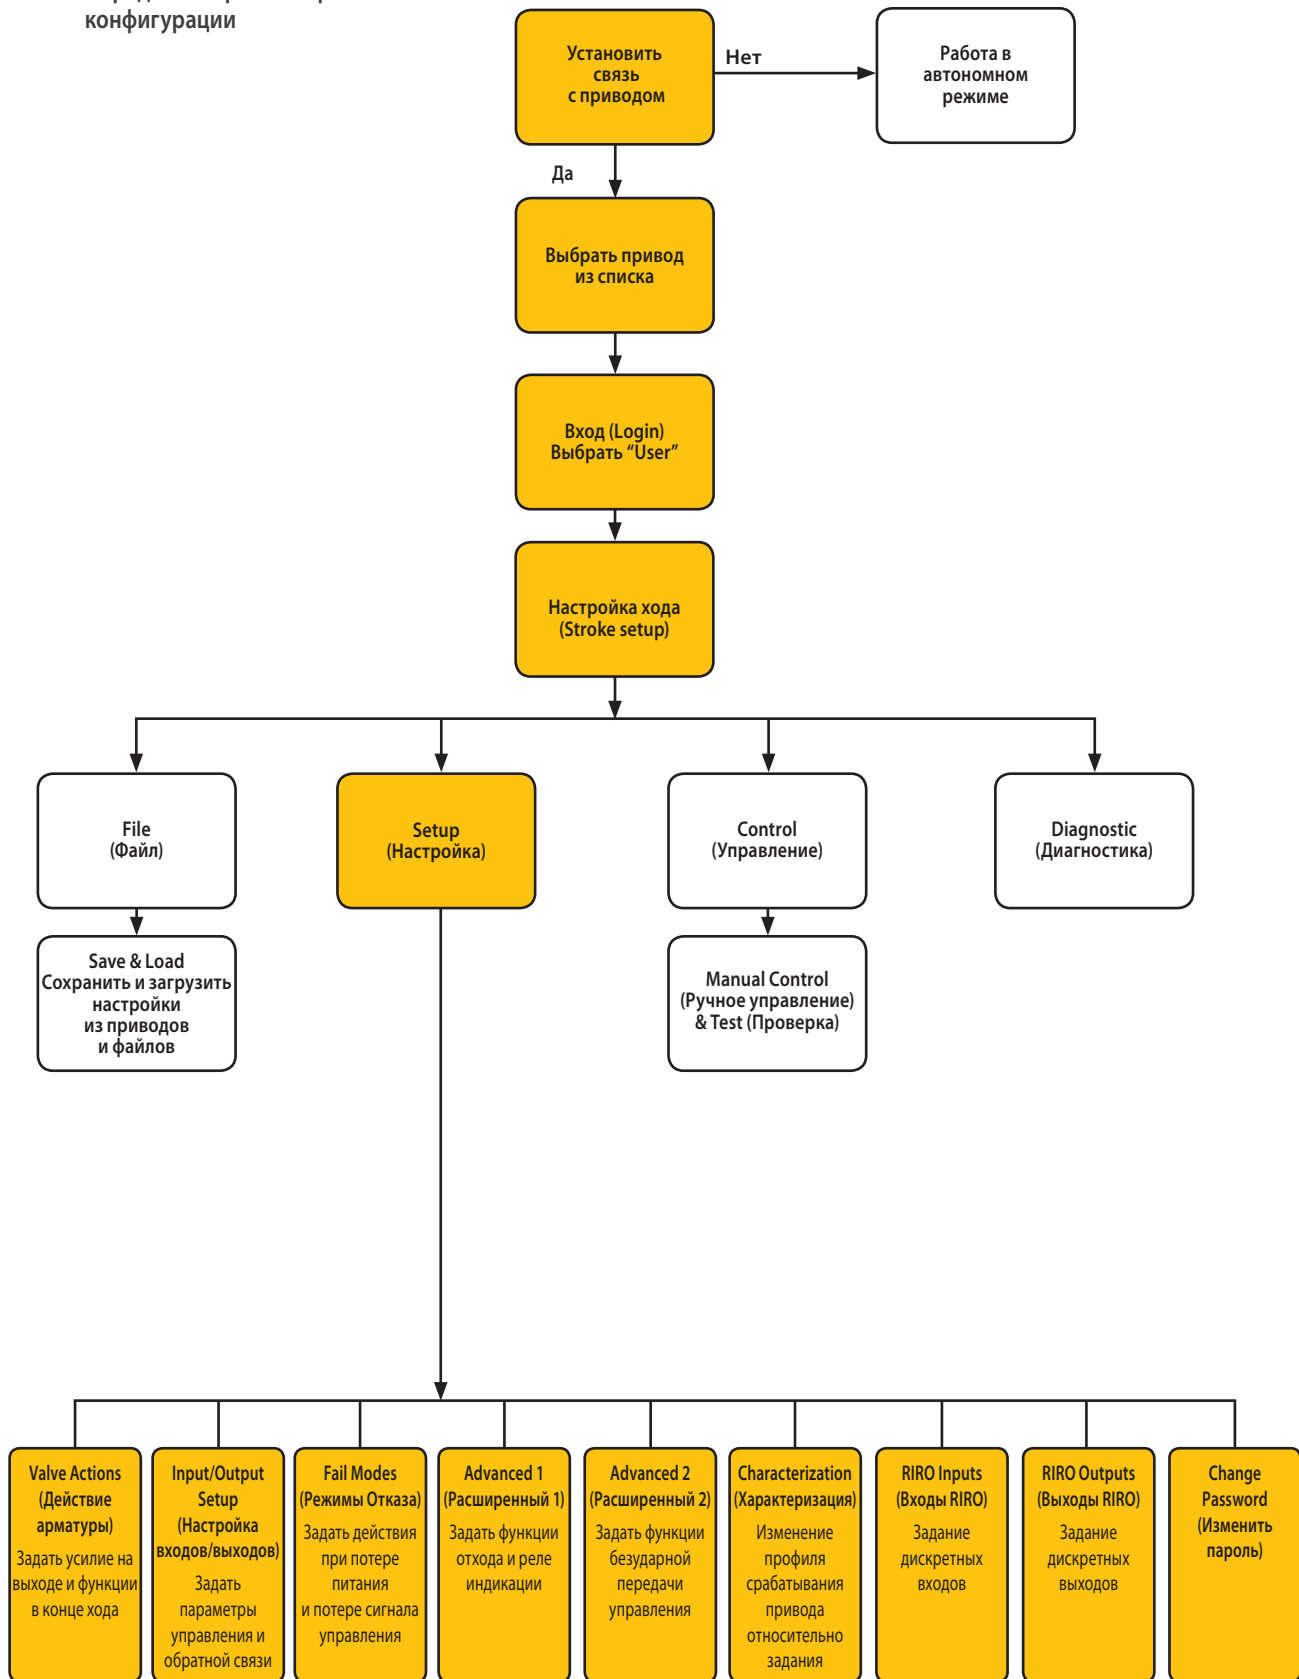 конфигурации
Установить
связь
с приводом
Нет
Работа в
автономном
режиме
Да
Выбрать привод
из списка
Вход (Login)
Выбрать “User”
Настройка хода
(Stroke setup)
File
(Файл)
Setup
(Настройка)
Control
(Управление)
Diagnostic
(Диагностика)
Save & Load
Сохранить и загрузить
настройки
из приводов
и файлов
Manual Control
(Ручное управление)
& Test (Проверка)
Valve Actions
(Действие
арматуры)
Задать усилие на
выходе и функции
в конце хода
Input/Output
Setup
(Настройка
входов/выходов)
Задать
параметры
управления и
обратной связи
Fail Modes
(Режимы Отказа)
Задать действия
при потере
питания
и потере сигнала
управления
Advanced 1
(Расширенный 1)
Задать функции
отхода и реле
индикации
Advanced 2
(Расширенный 2)
Задать функции
безударной
передачи
управления
Characterization
(Характеризация)
Изменение
профиля
срабатывания
привода
относительно
задания
RIRO Inputs
(Входы RIRO)
Задание
дискретных
входов
RIRO Outputs
(Выходы RIRO)
Задание
дискретных
выходов
Change
Password
(Изменить
пароль)